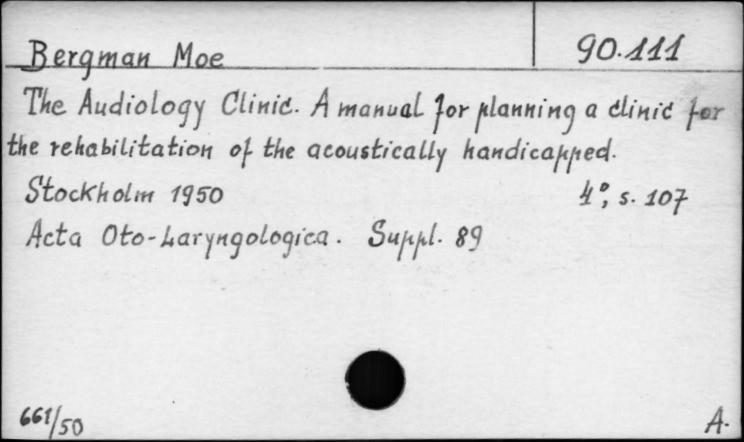 Bergman Moe 90.111
The Audiology Clinic. A manual for planning a clinic for
the rehabilitation of the acoustically handicapped.
Stockholm 1950 4°, s. 107
Acta Oto-Laryngologica. Suppl. 89
661/50 A.